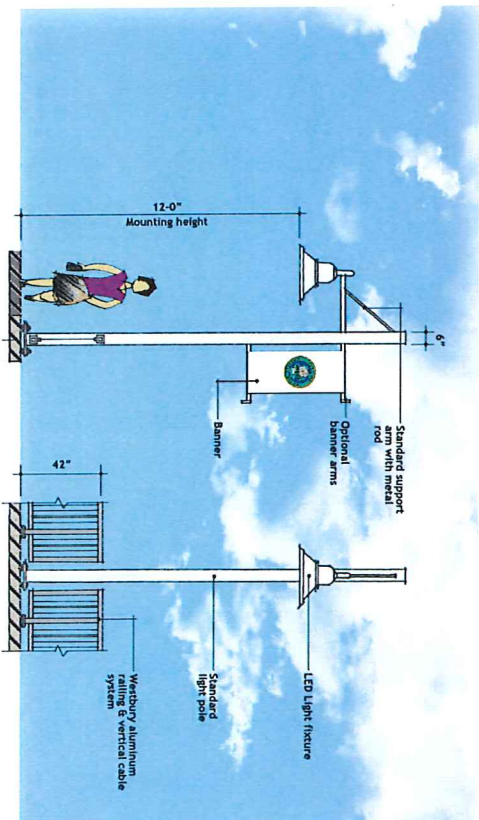 12-0"
Mounting height
6"
Standard support
arm with metal
rod
Optional
banner arms
Banner
42"
LED Light fixture
Standard
light pole
Westbury aluminum
railing & vertical cable
system